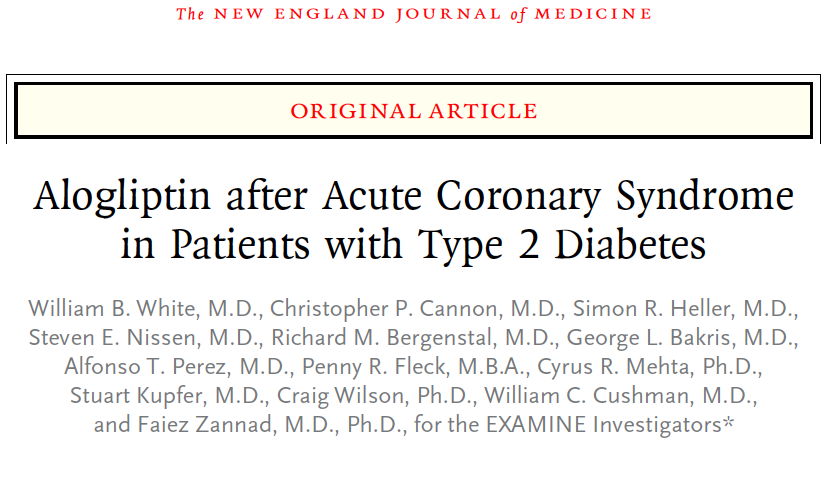 The NEW ENGLAND JOURNAL of MEDICINE
ORIGINAL ARTICLE
Alogliptin after Acute Coronary Syndrome
in Patients with Type 2 Diabetes
William B. White, M.D., Christopher P. Cannon, M.D., Simon R. Heller, M.D.,
Steven E. Nissen, M.D., Richard M. Bergenstal, M.D., George L. Bakris, M.D.,
Alfonso T. Perez, M.D., Penny R. Fleck, M.B.A., Cyrus R. Mehta, Ph.D.,
Stuart Kupfer, M.D., Craig Wilson, Ph.D., William C. Cushman, M.D.,
and Faiez Zannad, M.D., Ph.D., for the EXAMINE Investigators*